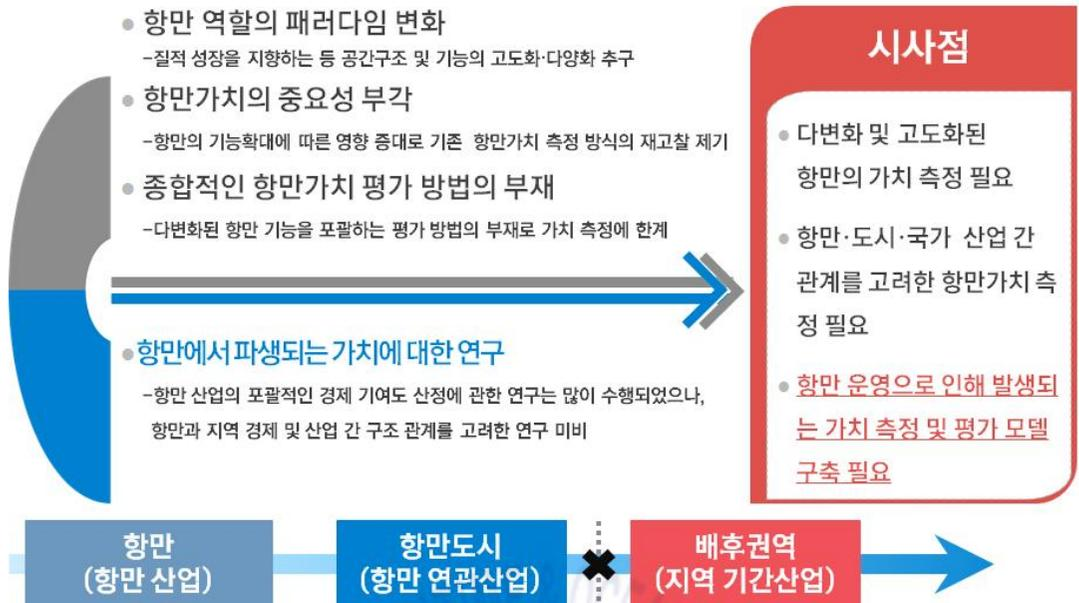 ● 항만 역할의 패러다임 변화
-질적 성장을 지향하는 등 공간구조 및 기능의 고도화·다양화 추구
● 항만가치의 중요성 부각
-항만의 기능확대에 따른 영향 증대로 기존 항만가치 측정 방식의 재고찰 제기
● 종합적인 항만가치 평가 방법의 부재
-다변화된 항만 기능을 포괄하는 평가 방법의 부재로 가치 측정에 한계
● 항만에서 파생되는 가치에 대한 연구
-항만 산업의 포괄적인 경제 기여도 산정에 관한 연구는 많이 수행되었으나,
항만과 지역 경제 및 산업 간 구조 관계를 고려한 연구 미비
시사점
● 다변화 및 고도화된
항만의 가치 측정 필요
● 항만·도시·국가 산업 간
관계를 고려한 항만가치 측
정 필요
● 항만 운영으로 인해 발생되
는 가치 측정 및 평가 모델
구축 필요
항만
(항만 산업)
항만도시
(항만 연관산업)
배후권역
(지역 기간산업)